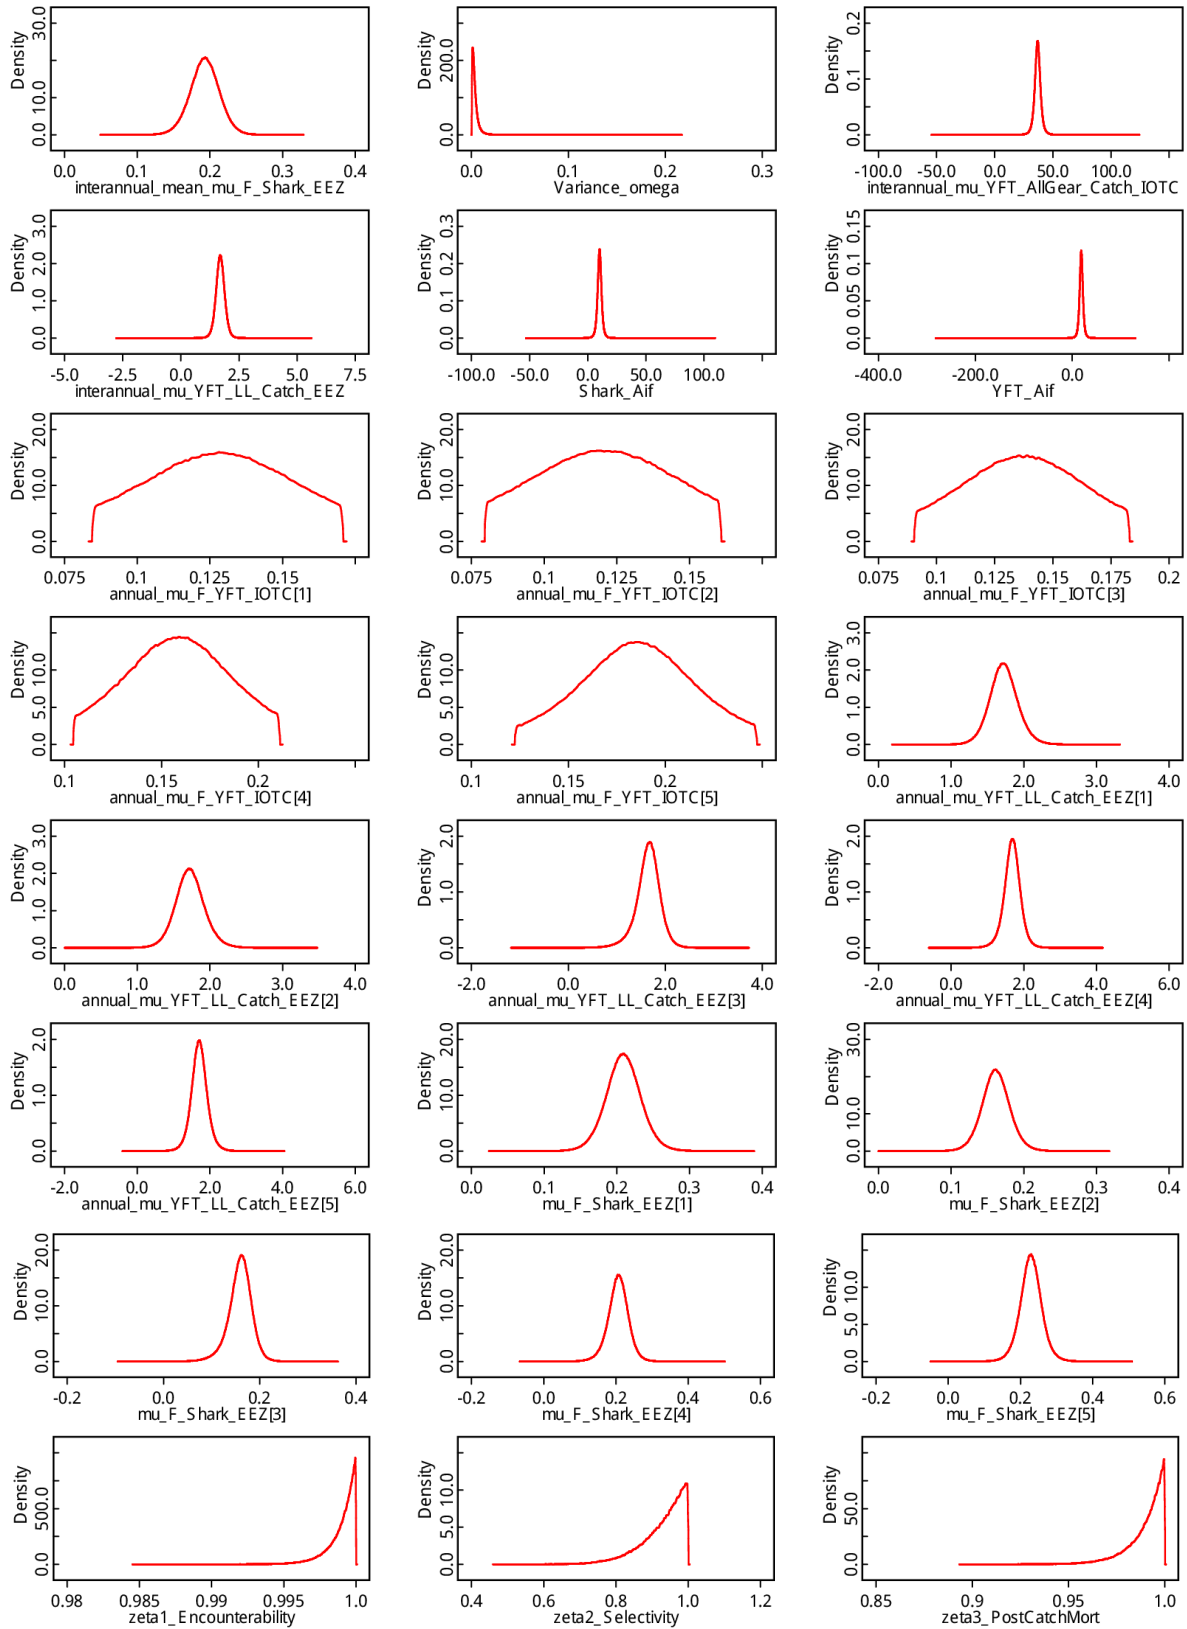 Density
0.0 10.0 30.0
0.0 0.1 0.2 0.3 0.4
interannual_mean_mu_F_Shark_EEZ
Density
0.0 200.0
0.0 0.1 0.2 0.3
Variance_omega
Density
0.0 0.1 0.2
-100.0 -50.0 0.0 50.0 100.0
interannual_mu_YFT_AllGear_Catch_IOTC
Density
0.0 1.0 2.0 3.0
-5.0 -2.5 0.0 2.5 5.0 7.5
interannual_mu_YFT_LL_Catch_EEZ
Density
0.0 0.1 0.2 0.3
-100.0 -50.0 0.0 50.0 100.0
Shark_Aif
Density
0.0 0.05 0.1 0.15
-400.0 -200.0 0.0
YFT_Aif
Density
0.0 10.0 20.0
0.075 0.1 0.125 0.15
annual_mu_F_YFT_IOTC[1]
Density
0.0 10.0 20.0
0.075 0.1 0.125 0.15
annual_mu_F_YFT_IOTC[2]
Density
0.0 10.0 20.0
0.075 0.1 0.125 0.15 0.175 0.2
annual_mu_F_YFT_IOTC[3]
Density
0.0 5.0 10.0
0.1 0.15 0.2
annual_mu_F_YFT_IOTC[4]
Density
0.0 5.0 10.0
0.1 0.15 0.2
annual_mu_F_YFT_IOTC[5]
Density
0.0 1.0 2.0 3.0
0.0 1.0 2.0 3.0 4.0
annual_mu_YFT_LL_Catch_EEZ[1]
Density
0.0 1.0 2.0 3.0
0.0 1.0 2.0 3.0 4.0
annual_mu_YFT_LL_Catch_EEZ[2]
Density
0.0 1.0 2.0
-2.0 0.0 2.0 4.0
annual_mu_YFT_LL_Catch_EEZ[3]
Density
0.0 1.0 2.0
-2.0 0.0 2.0 4.0 6.0
annual_mu_YFT_LL_Catch_EEZ[4]
Density
0.0 1.0 2.0
-2.0 0.0 2.0 4.0 6.0
annual_mu_YFT_LL_Catch_EEZ[5]
Density
0.0 10.0 20.0
0.0 0.1 0.2 0.3 0.4
mu_F_Shark_EEZ[1]
Density
0.0 10.0 30.0
0.0 0.1 0.2 0.3 0.4
mu_F_Shark_EEZ[2]
Density
0.0 10.0 20.0
-0.2 0.0 0.2 0.4
mu_F_Shark_EEZ[3]
Density
0.0 10.0 20.0
-0.2 0.0 0.2 0.4 0.6
mu_F_Shark_EEZ[4]
Density
0.0 5.0 10.0
-0.2 0.0 0.2 0.4 0.6
mu_F_Shark_EEZ[5]
Density
0.0 500.0
0.98 0.985 0.99 0.995 1.0
zeta1_Encounterability
Density
0.0 5.0 10.0
0.4 0.6 0.8 1.0 1.2
zeta2_Selectivity
Density
0.0 50.0
0.85 0.9 0.95 1.0
zeta3_PostCatchMort